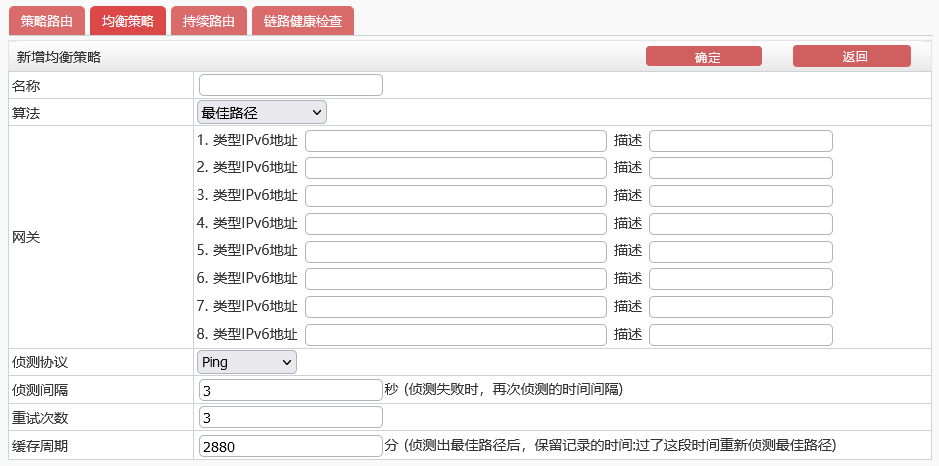 策略路由 均衡策略 持续路由 链路健康检查
新增均衡策略 确定 返回
名称
算法 最佳路径
网关
1. 类型IPv6地址 描述
2. 类型IPv6地址 描述
3. 类型IPv6地址 描述
4. 类型IPv6地址 描述
5. 类型IPv6地址 描述
6. 类型IPv6地址 描述
7. 类型IPv6地址 描述
8. 类型IPv6地址 描述
侦测协议 Ping
侦测间隔 3 秒 (侦测失败时，再次侦测的时间间隔)
重试次数 3
缓存周期 2880 分 (侦测出最佳路径后，保留记录的时间;过了这段时间重新侦测最佳路径)